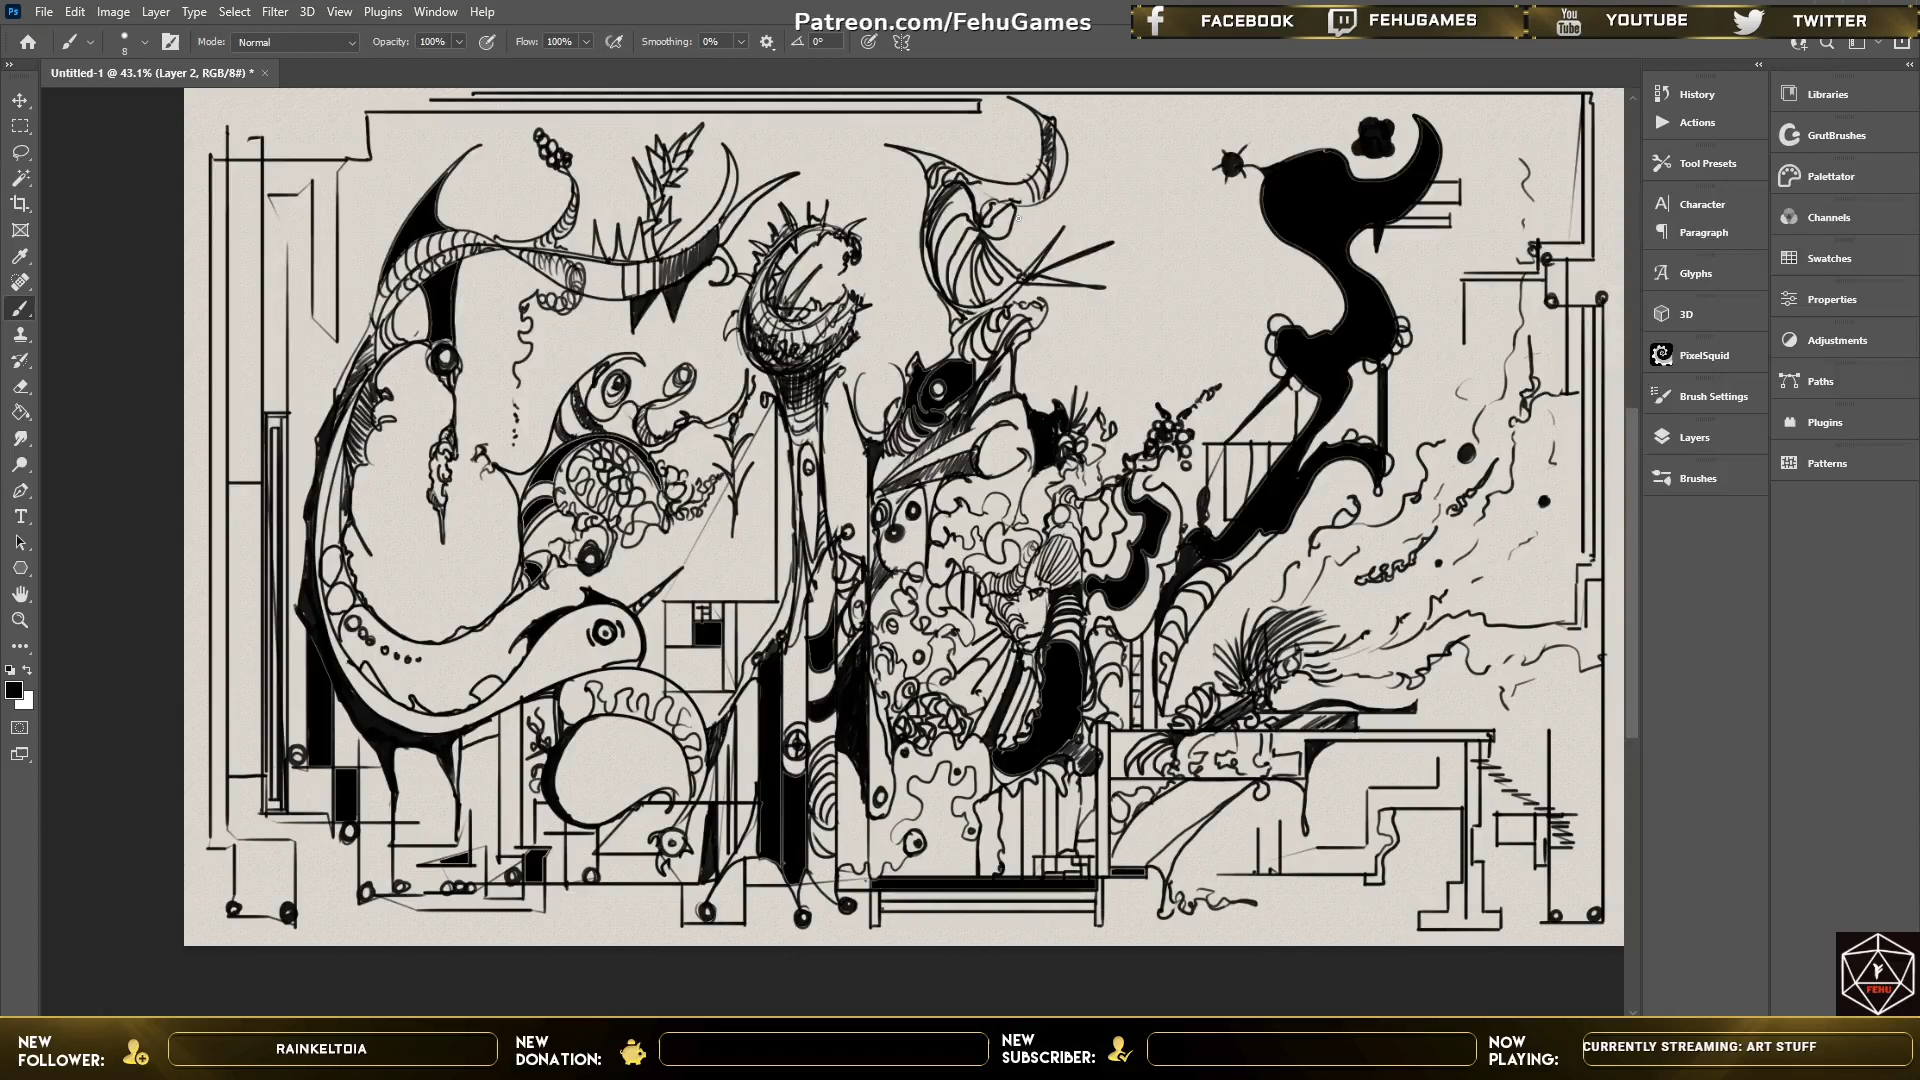 Ps File Edit Image Layer Type Select Filter 3D View Plugins Window Help
Patreon.com/FehuGames
FACEBOOK FEHUGAMES YOUTUBE TWITTER
8 Mode: Normal Opacity: 100% Flow: 100% Smoothing: 0% 0°
Untitled-1 @ 43.1% (Layer 2, RGB/8#) * ×
History
Actions
Tool Presets
Character
Paragraph
Glyphs
3D
PixelSquid
Brush Settings
Layers
Brushes
Libraries
GrutBrushes
Palettator
Channels
Swatches
Properties
Adjustments
Paths
Plugins
Patterns
FEHU
NEW FOLLOWER: RAINKELTOIA
NEW DONATION:
NEW SUBSCRIBER:
NOW PLAYING: CURRENTLY STREAMING: ART STUFF